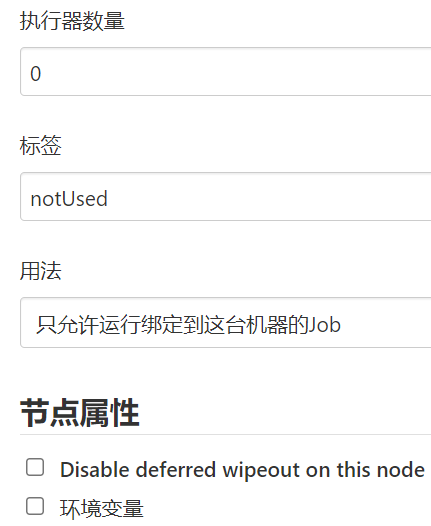 执行器数量
0
标签
notUsed
用法
只允许运行绑定到这台机器的Job
节点属性
Disable deferred wipeout on this node
环境变量